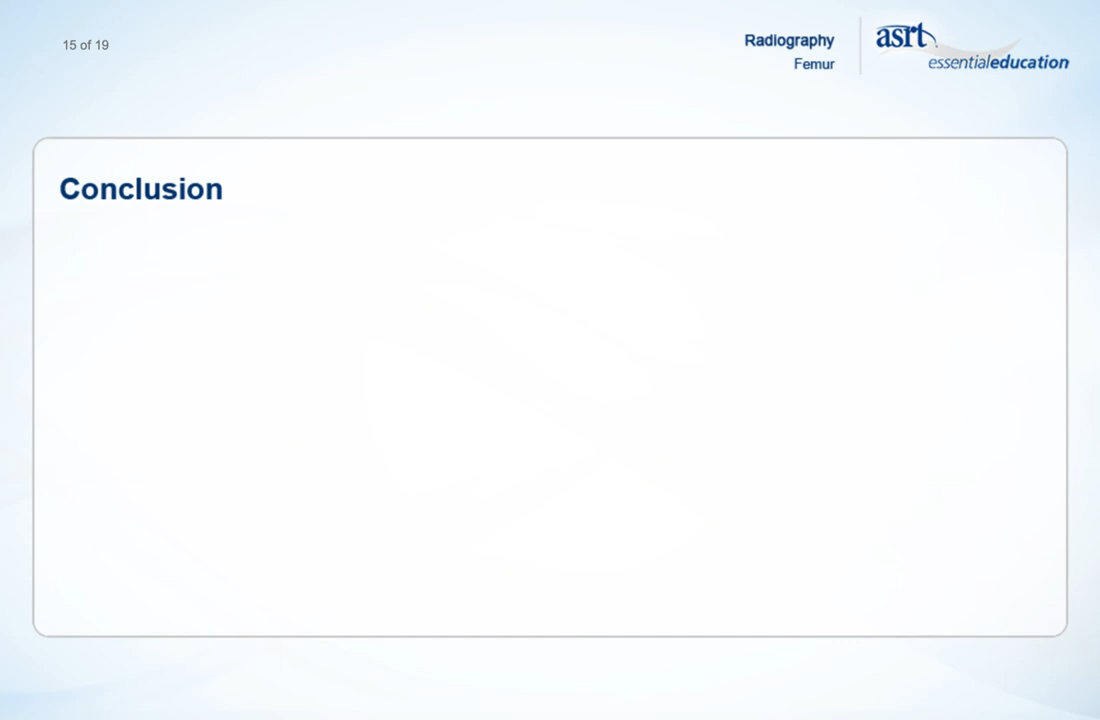 15 of 19
Radiography
Femur
asrt
essentialeducation
Conclusion